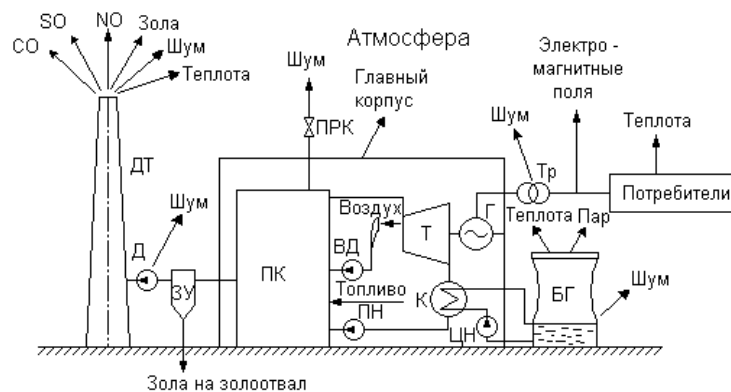 SO
NO
Зола
CO
Шум
Теплота
Атмосфера
Электро -
магнитные
поля
Шум
Главный
корпус
ПРК
Шум
Теплота
ДТ
Тр
Потребители
Шум
Воздух
Г
Теплота
Пар
Д
Т
ВД
ЗУ
ПК
Топливо
К
БГ
Шум
ПН
ЦН
Зола на золоотвал